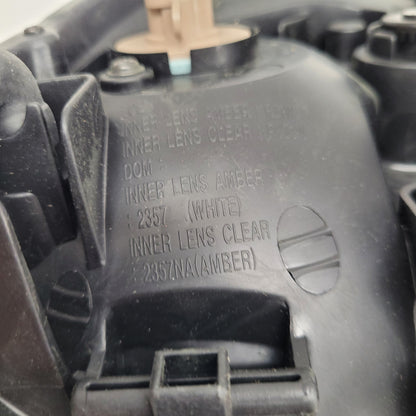 INNER LENS AMBER
INNER LENS CLEAR
DOM :
INNER LENS AMBER
: 2357 (WHITE)
INNER LENS CLEAR
: 2357NA(AMBER)